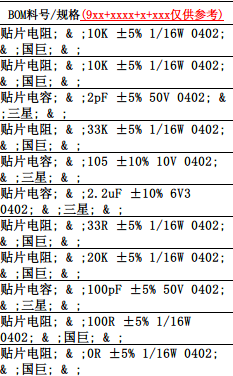 BOM料号/规格(9xx+xxxx+x+xxx仅供参考)
贴片电阻; & ;10K ±5% 1/16W 0402;
& ;国巨; & ;
贴片电阻; & ;10K ±5% 1/16W 0402;
& ;国巨; & ;
贴片电容; & ;2pF ±5% 50V 0402; &
;三星; & ;
贴片电阻; & ;33K ±5% 1/16W 0402;
& ;国巨; & ;
贴片电容; & ;105 ±10% 10V 0402;
& ;三星; & ;
贴片电容; & ;2.2uF ±10% 6V3
0402; & ;三星; & ;
贴片电阻; & ;33R ±5% 1/16W 0402;
& ;国巨; & ;
贴片电阻; & ;20K ±5% 1/16W 0402;
& ;国巨; & ;
贴片电容; & ;100pF ±5% 50V 0402;
& ;三星; & ;
贴片电阻; & ;100R ±5% 1/16W
0402; & ;国巨; & ;
贴片电阻; & ;0R ±5% 1/16W 0402;
& ;国巨; & ;